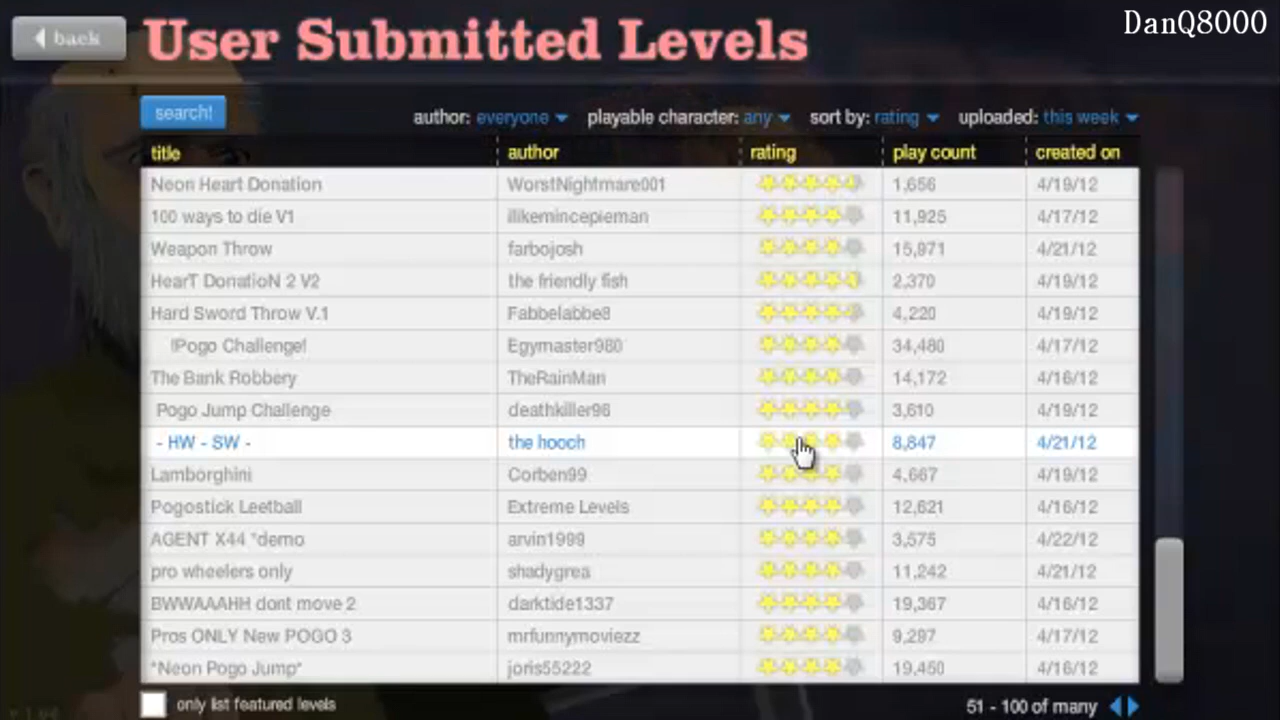 back
User Submitted Levels
DanQ8000
search!
author: everyone playable character: any sort by: rating uploaded: this week
title author rating play count created on
Neon Heart Donation WorstNightmare001 1,656 4/19/12
100 ways to die V1 ilikemincepieman 11,925 4/17/12
Weapon Throw farbojosh 15,971 4/21/12
HearT DonatioN 2 V2 the friendly fish 2,370 4/19/12
Hard Sword Throw V.1 Fabbelabbe8 4,220 4/19/12
!Pogo Challenge! Egymaster980 34,480 4/17/12
The Bank Robbery TheRainMan 14,172 4/16/12
Pogo Jump Challenge deathkiller96 3,610 4/19/12
- HW - SW - the hooch 8,847 4/21/12
Lamborghini Corben99 4,667 4/19/12
Pogostick Leetball Extreme Levels 12,621 4/16/12
AGENT X44 *demo arvin1999 3,575 4/22/12
pro wheelers only shadygrea 11,242 4/21/12
BWWAAAHH dont move 2 darktide1337 19,367 4/16/12
Pros ONLY New POGO 3 mrfunnymoviezz 9,297 4/17/12
*Neon Pogo Jump* joris55222 19,450 4/16/12
only list featured levels
51 - 100 of many